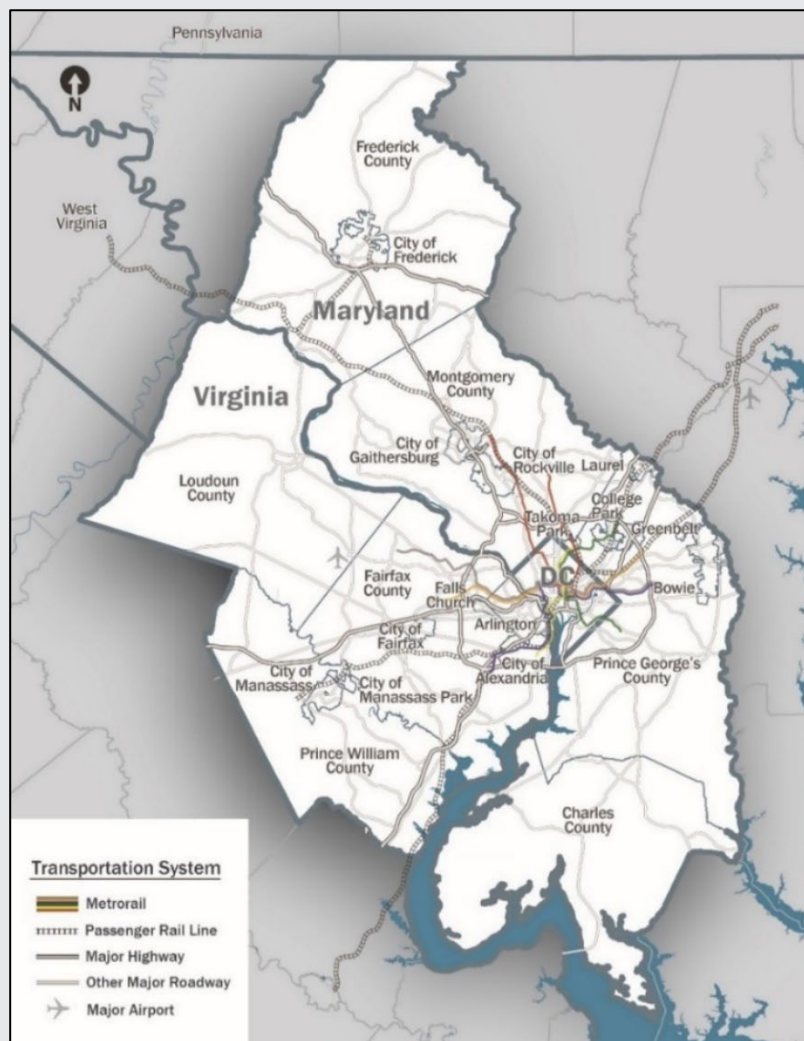 Pennsylvania
N
Frederick
County
West
Virginia
City of
Frederick
Maryland
Virginia
Montgomery
County
City of
Gaithersburg
City of
Rockville
Laurel
Loudoun
County
College
Park
Takoma
Park
Greenbelt
DC
Fairfax
County
Falls
Church
Bowie
Arlington
City of
Fairfax
City of
Alexandria
Prince George's
County
City of
Manassass
City of
Manassass Park
Prince William
County
Charles
County
Transportation System
Metrorail
Passenger Rail Line
Major Highway
Other Major Roadway
Major Airport